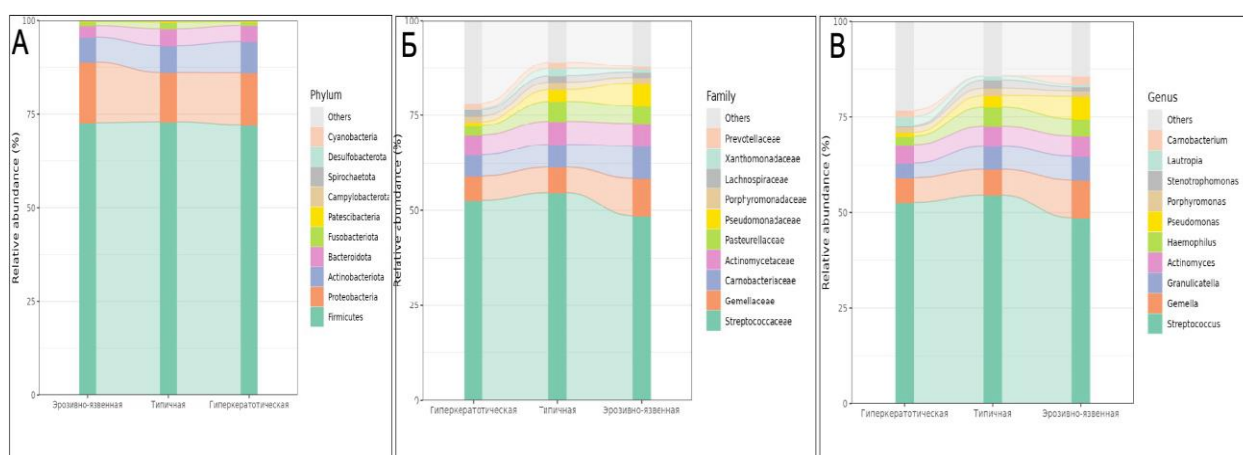 А
Relative abundance (%)
100
75
50
25
0
Эрозивно-язвенная
Типичная
Гиперкератотическая
Phylum
Others
Cyanobacteria
Desulfobacterota
Spirochaetota
Campylobacterota
Patescibacteria
Fusobacteriota
Bacteroidota
Actinobacteriota
Proteobacteria
Firmicutes
Б
Relative abundance (%)
100
75
50
25
0
Гиперкератотическая
Типичная
Эрозивно-язвенная
Family
Others
Prevotellaceae
Xanthomonadaceae
Lachnospiraceae
Porphyromonadaceae
Pseudomonadaceae
Pasteurellaceae
Actinomycetaceae
Carnobacteriaceae
Gemellaceae
Streptococcaceae
В
Relative abundance (%)
100
75
50
25
0
Гиперкератотическая
Типичная
Эрозивно-язвенная
Genus
Others
Carnobacterium
Lautropia
Stenotrophomonas
Porphyromonas
Pseudomonas
Haemophilus
Actinomyces
Granulicatella
Gemella
Streptococcus